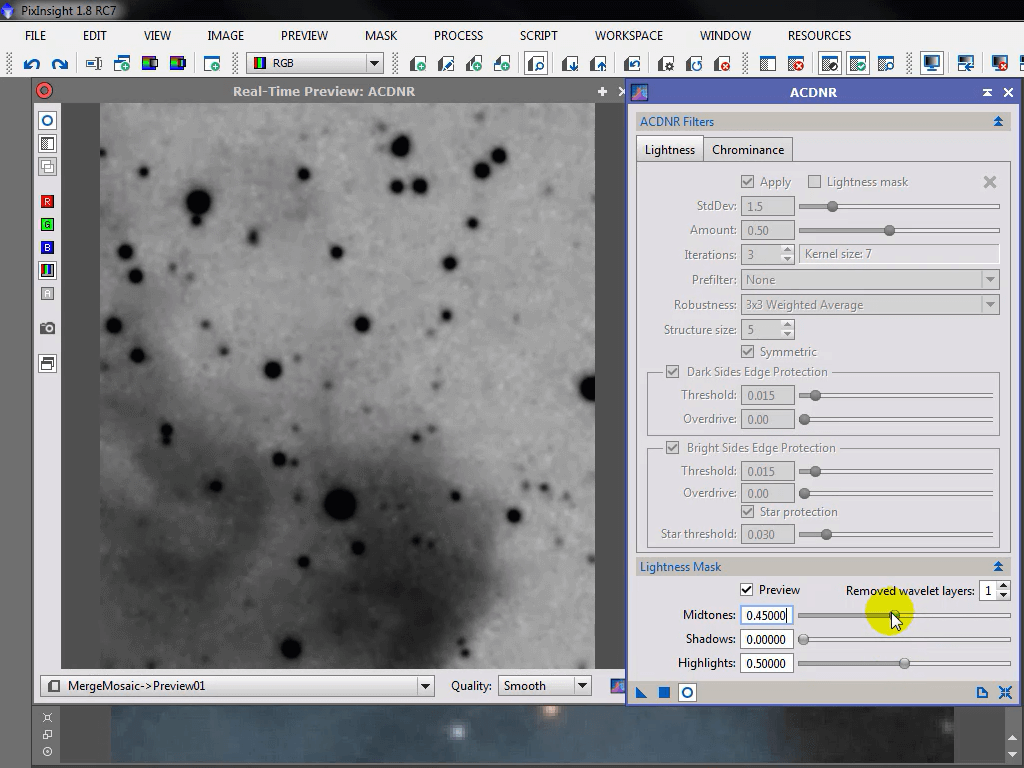 PixInsight 1.8 RC7
FILE EDIT VIEW IMAGE PREVIEW MASK PROCESS SCRIPT WORKSPACE WINDOW RESOURCES
RGB
Real-Time Preview: ACDNR
ACDNR
ACDNR Filters
Lightness Chrominance
Apply Lightness mask
StdDev: 1.5
Amount: 0.50
Iterations: 3 Kernel size: 7
Prefilter: None
Robustness: 3x3 Weighted Average
Structure size: 5
Symmetric
Dark Sides Edge Protection
Threshold: 0.015
Overdrive: 0.00
Bright Sides Edge Protection
Threshold: 0.015
Overdrive: 0.00
Star protection
Star threshold: 0.030
Lightness Mask
Preview Removed wavelet layers: 1
Midtones: 0.45000
Shadows: 0.00000
Highlights: 0.50000
R
G
B
A
MergeMosaic->Preview01 Quality: Smooth